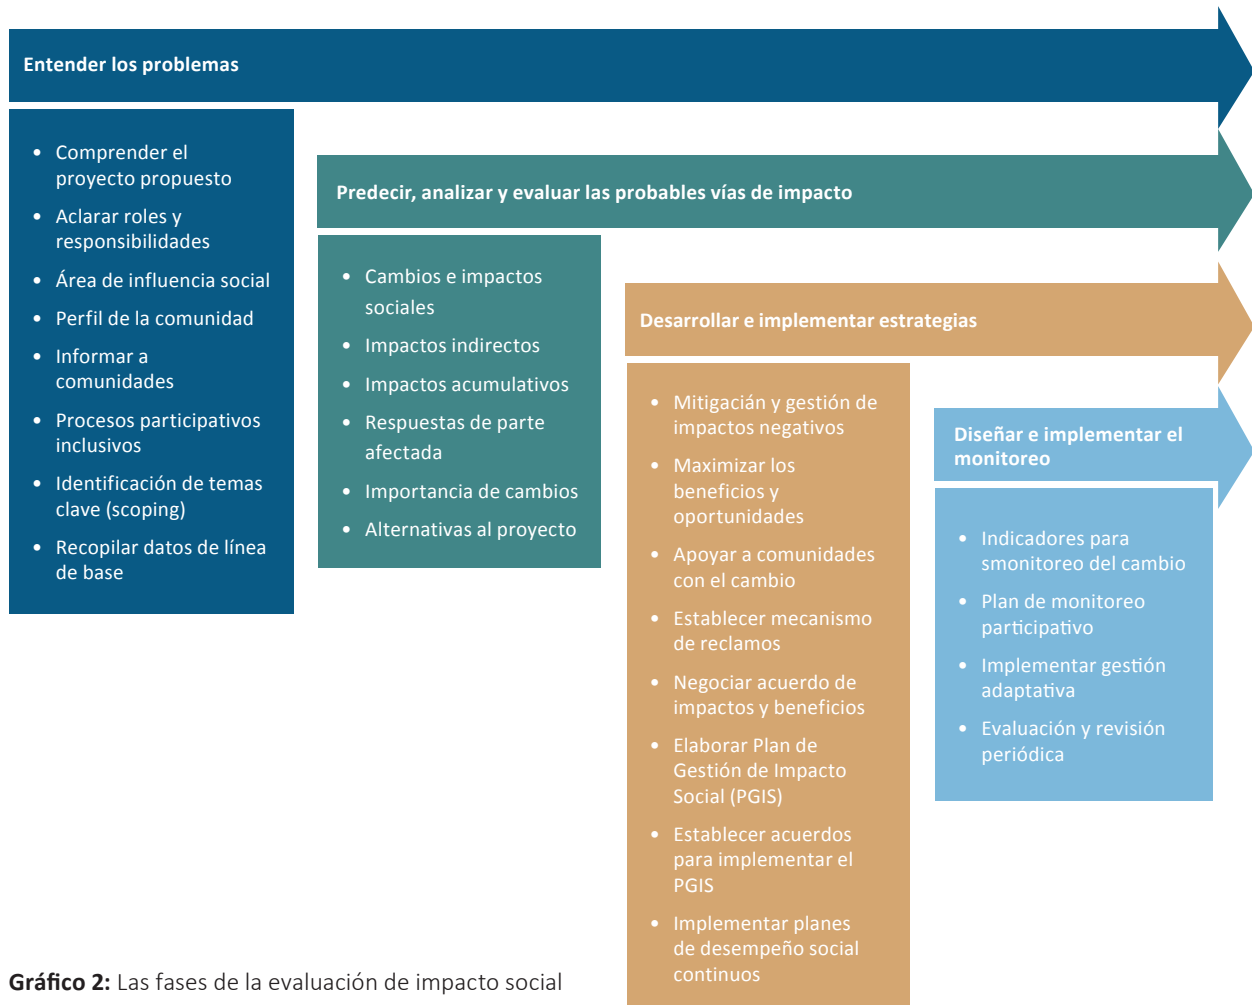 Entender los problemas
• Comprender el
proyecto propuesto
• Aclarar roles y
responsabilidades
• Área de influencia social
• Perfil de la comunidad
• Informar a
comunidades
• Procesos participativos
inclusivos
• Identificación de temas
clave (scoping)
• Recopilar datos de línea
de base
Predecir, analizar y evaluar las probables vías de impacto
• Cambios e impactos
sociales
• Impactos indirectos
• Impactos acumulativos
• Respuestas de parte
afectada
• Importancia de cambios
• Alternativas al proyecto
Desarrollar e implementar estrategias
• Mitigacián y gestión de
impactos negativos
• Maximizar los
beneficios y
oportunidades
• Apoyar a comunidades
con el cambio
• Establecer mecanismo
de reclamos
• Negociar acuerdo de
impactos y beneficios
• Elaborar Plan de
Gestión de Impacto
Social (PGIS)
• Establecer acuerdos
para implementar el
PGIS
• Implementar planes
de desempeño social
continuos
Diseñar e implementar el
monitoreo
• Indicadores para
smonitoreo del cambio
• Plan de monitoreo
participativo
• Implementar gestión
adaptativa
• Evaluación y revisión
periódica
Gráfico 2: Las fases de la evaluación de impacto social